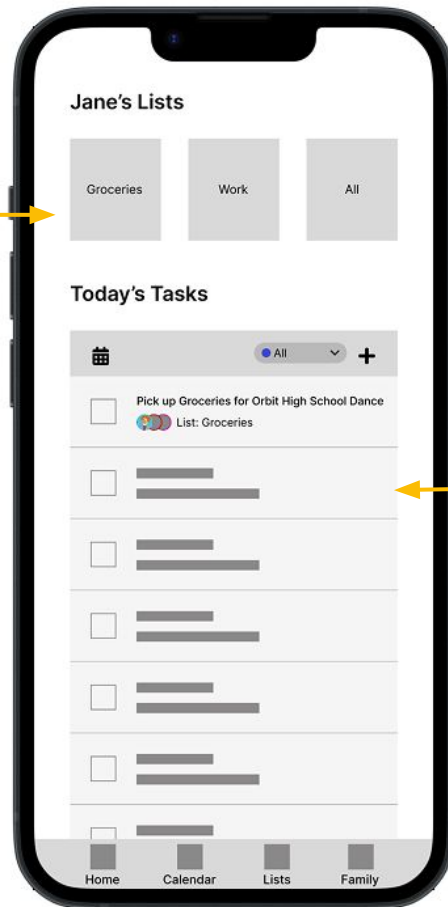 Jane's Lists
Groceries
Work
All
Today's Tasks
All
Pick up Groceries for Orbit High School Dance
List: Groceries
Home
Calendar
Lists
Family